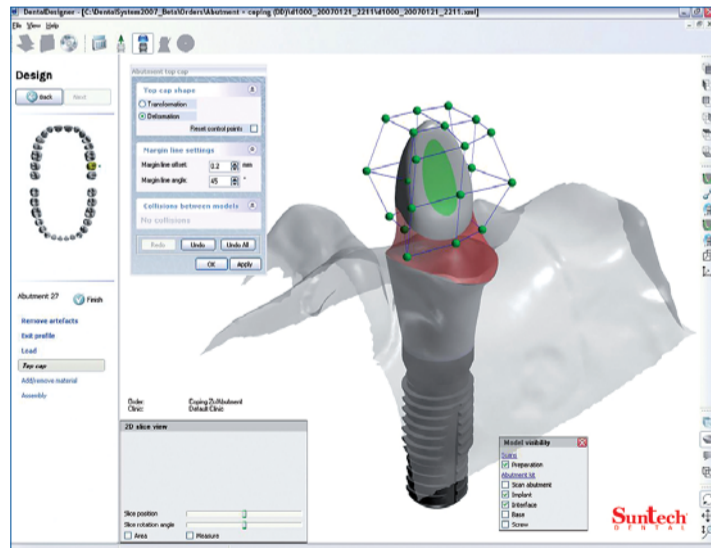 DentalDesigner - [C:\DentalSystem2007_Beta\Orders\Abutment - coping (DD)\d1000_20070121_2211\d1000_20070121_2211.xml]
File View Help
Design
Back Next
Abutment 27 Finish
Remove artefacts
Exit profile
Load
Top cap
Add/remove material
Assembly
Abutment top cap
Top cap shape
Transformation
Deformation
Reset control points
Margin line settings
Margin line offset: 0.2 mm
Margin line angle: 45 °
Collisions between models
No collisions
Redo Undo Undo All
OK Apply
Order: Coping Zr/Abutment
Clinic: Default Clinic
2D slice view
Slice position
Slice rotation angle
Area Measure
Model visibility
Scans
Preparation
Abutment kit
Scan abutment
Implant
Interface
Base
Screw
Suntech
DENTAL